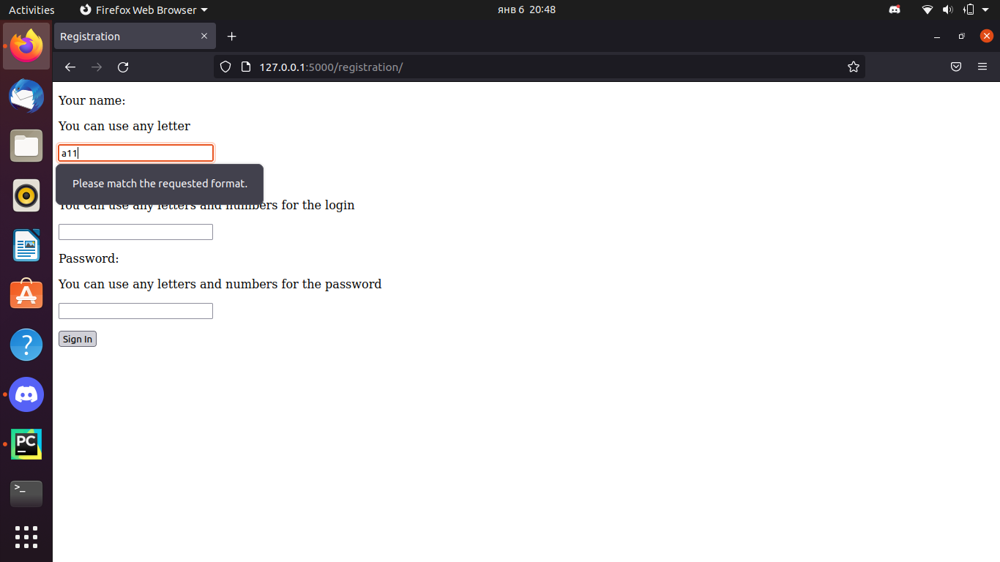 Activities Firefox Web Browser янв 6 20:48
Registration
127.0.0.1:5000/registration/
Your name:
You can use any letter
a11
Please match the requested format.
You can use any letters and numbers for the login
Password:
You can use any letters and numbers for the password
Sign In
PC